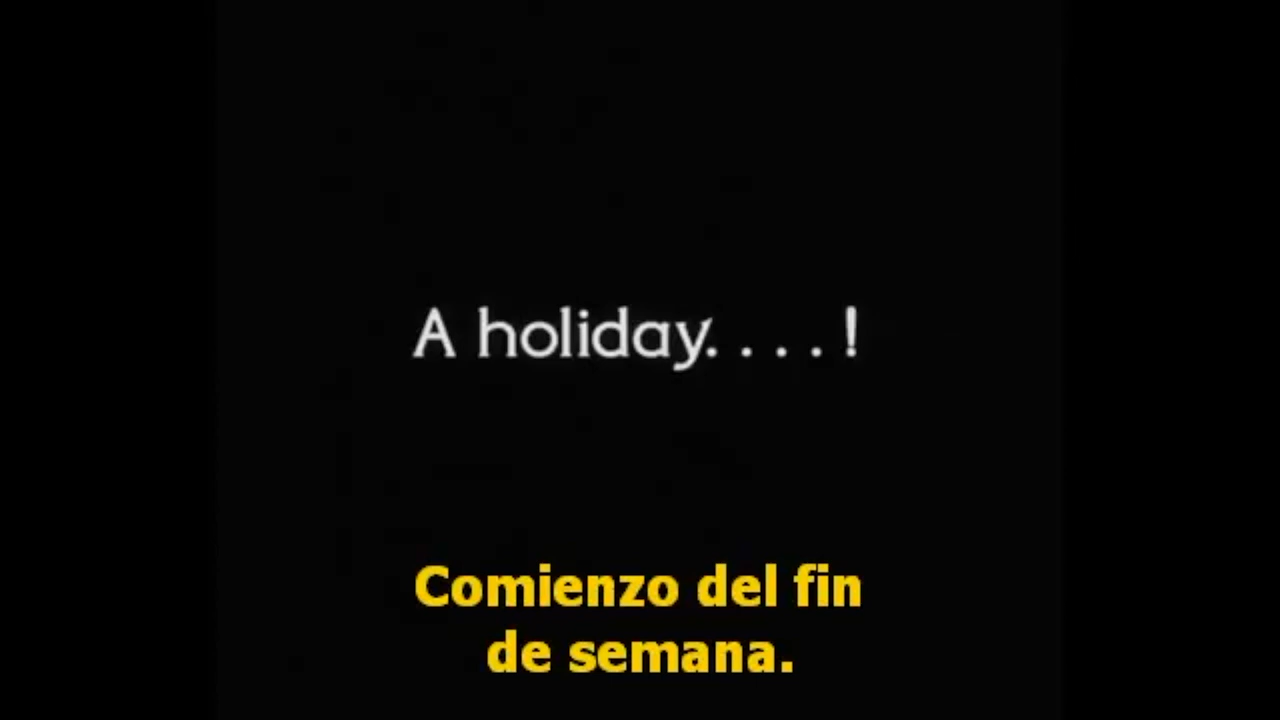 A holiday. . . . !
Comienzo del fin
de semana.